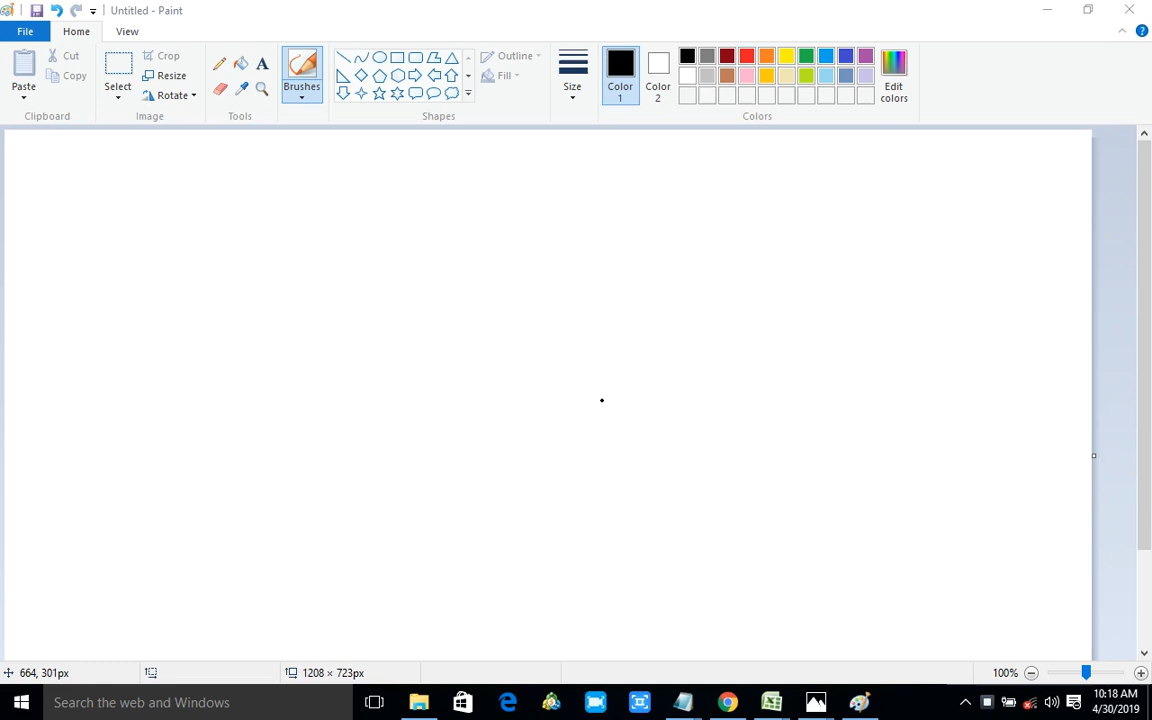 Untitled - Paint
File Home View
Paste
Cut
Copy
Clipboard
Select
Crop
Resize
Rotate
Image
Tools
Brushes
Shapes
Outline
Fill
Size
Color 1
Color 2
Colors
Edit colors
664, 301px
1208 × 723px
100%
Search the web and Windows
10:18 AM
4/30/2019